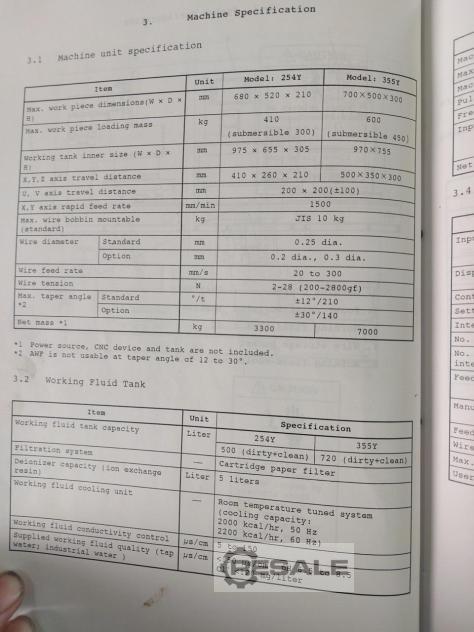 3. Machine Specification
3.1 Machine unit specification
Item Unit Model: 254Y Model: 355Y
Max. work piece dimensions(W × D × H) mm 680 × 520 × 210 700×500×300
Max. work piece loading mass kg 410 (submersible 300) 600 (submersible 450)
Working tank inner size (W × D × H) mm 975 × 655 × 305 970×755
X,Y,Z axis travel distance mm 410 × 260 × 210 500×350×300
U, V axis travel distance mm 200 × 200(±100)
X,Y axis rapid feed rate mm/min 1500
Max. wire bobbin mountable (standard) kg JIS 10 kg
Wire diameter Standard mm 0.25 dia.
Option mm 0.2 dia., 0.3 dia.
Wire feed rate mm/s 20 to 300
Wire tension N 2-28 (200-2800gf)
Max. taper angle *2 Standard °/t ±12°/210
Option ±30°/140
Net mass *1 kg 3300 7000
*1 Power source, CNC device and tank are not included.
*2 AWF is not usable at taper angle of 12 to 30°.
3.2 Working Fluid Tank
Item Unit Specification
254Y 355Y
Working fluid tank capacity Liter 500 (dirty+clean) 720 (dirty+clean)
Filtration system — Cartridge paper filter
Deionizer capacity (ion exchange resin) Liter 5 liters
Working fluid cooling unit — Room temperature tuned system
(cooling capacity:
2000 kcal/hr, 50 Hz
2200 kcal/hr, 60 Hz)
Working fluid conductivity control μs/cm 5 to 150
Supplied working fluid quality (tap water; industrial water ) μs/cm
mg/liter
RESALE
3.4